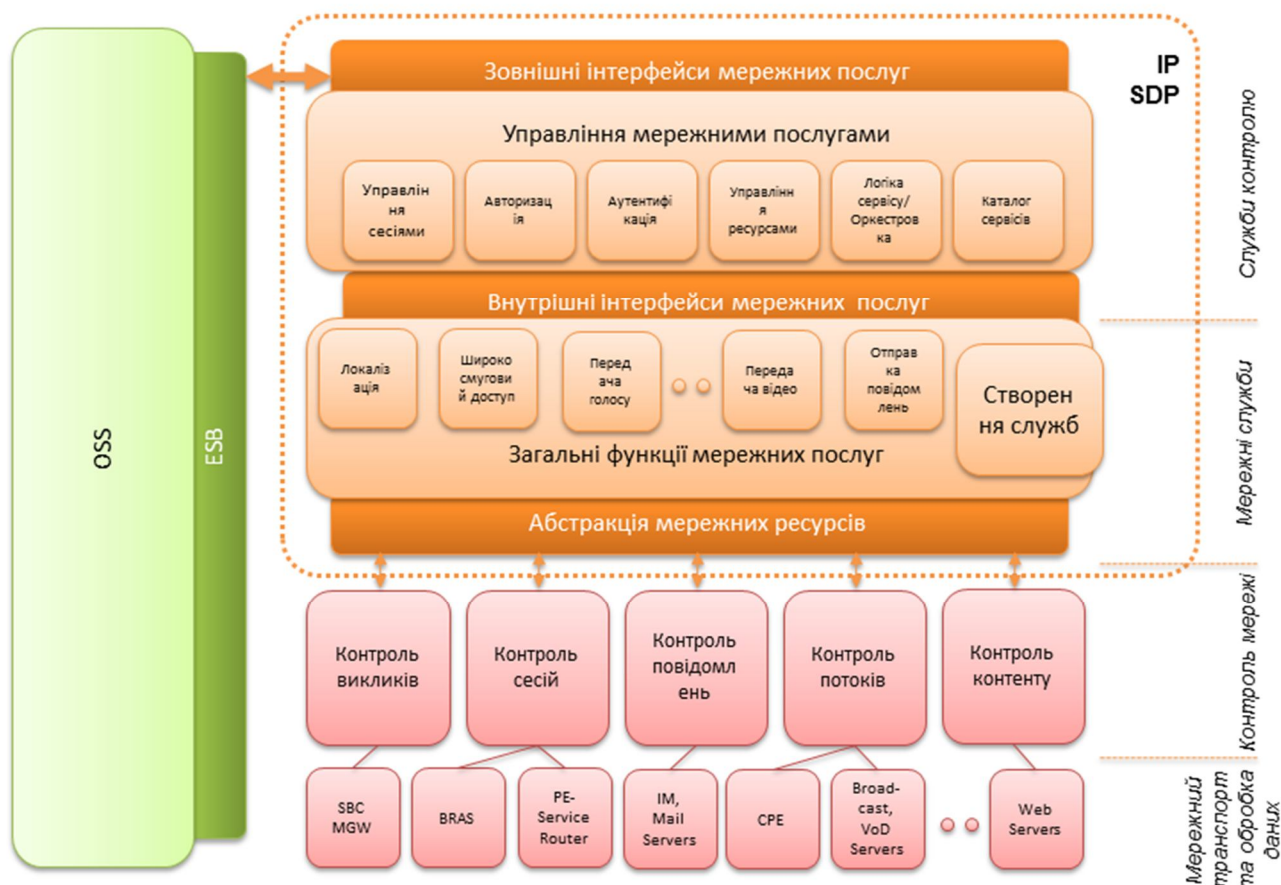 OSS
ESB
IP
SDP
Зовнішні інтерфейси мережних послуг
Управління мережними послугами
Управлін
ня
сесіями
Авторизац
ія
Аутентифі
кація
Управлінн
я
ресурсами
Логіка
сервісу/
Оркестров
ка
Каталог
сервісів
Внутрішні інтерфейси мережних послуг
Локаліз
ація
Широко
смугови
й доступ
Перед
ача
голосу
Переда
ча відео
Отправ
ка
повідом
лень
Створен
ня служб
Загальні функції мережних послуг
Абстракція мережних ресурсів
Контроль
викликів
Контроль
сесій
Контроль
повідомл
ень
Контроль
потоків
Контроль
контенту
SBC
MGW
BRAS
PE-
Service
Router
IM,
Mail
Servers
CPE
Broad-
cast,
VoD
Servers
Web
Servers
Служби контролю
Мережні служби
Контроль мережі
Мережний
транспорт
та обробка
даних